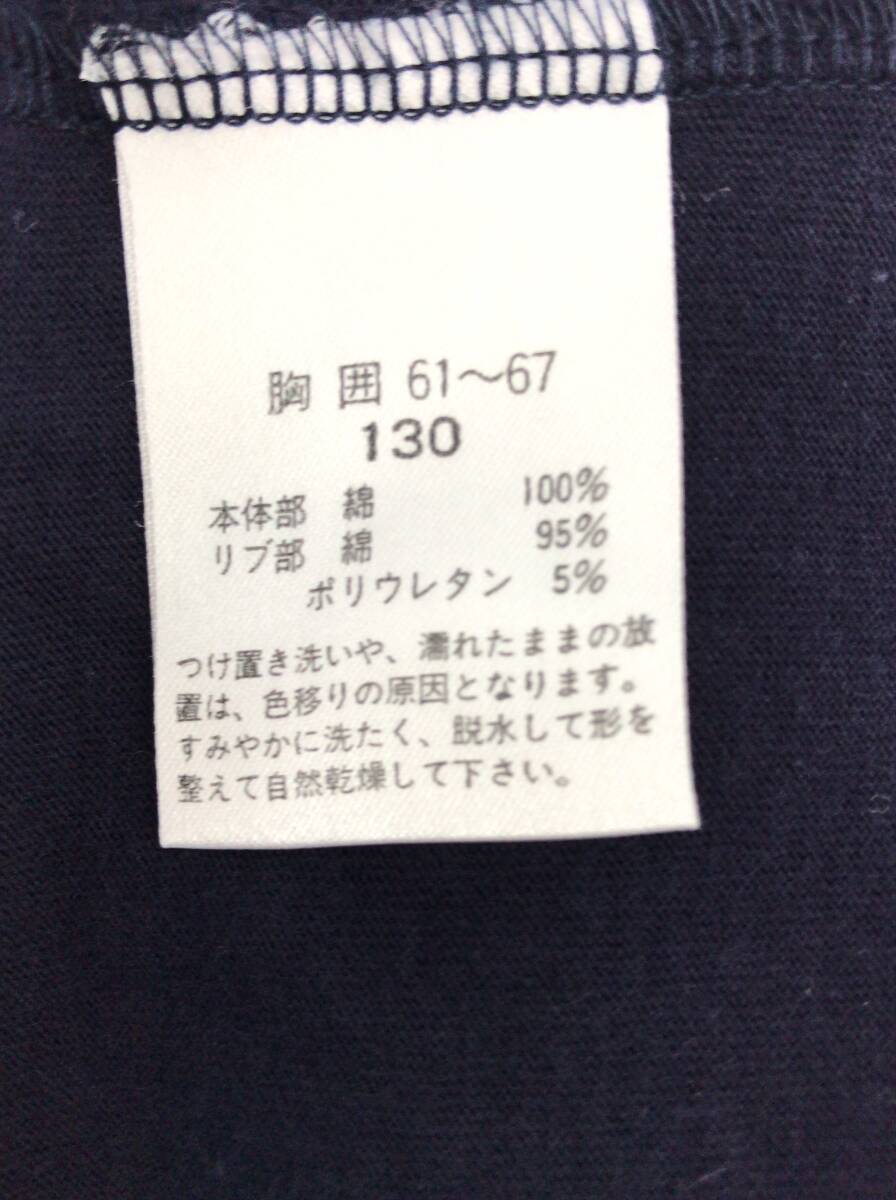 胸囲 61～67
130
本体部 綿 100%
リブ部 綿 95%
ポリウレタン 5%
つけ置き洗いや、濡れたままの放
置は、色移りの原因となります。
すみやかに洗たく、脱水して形を
整えて自然乾燥して下さい。